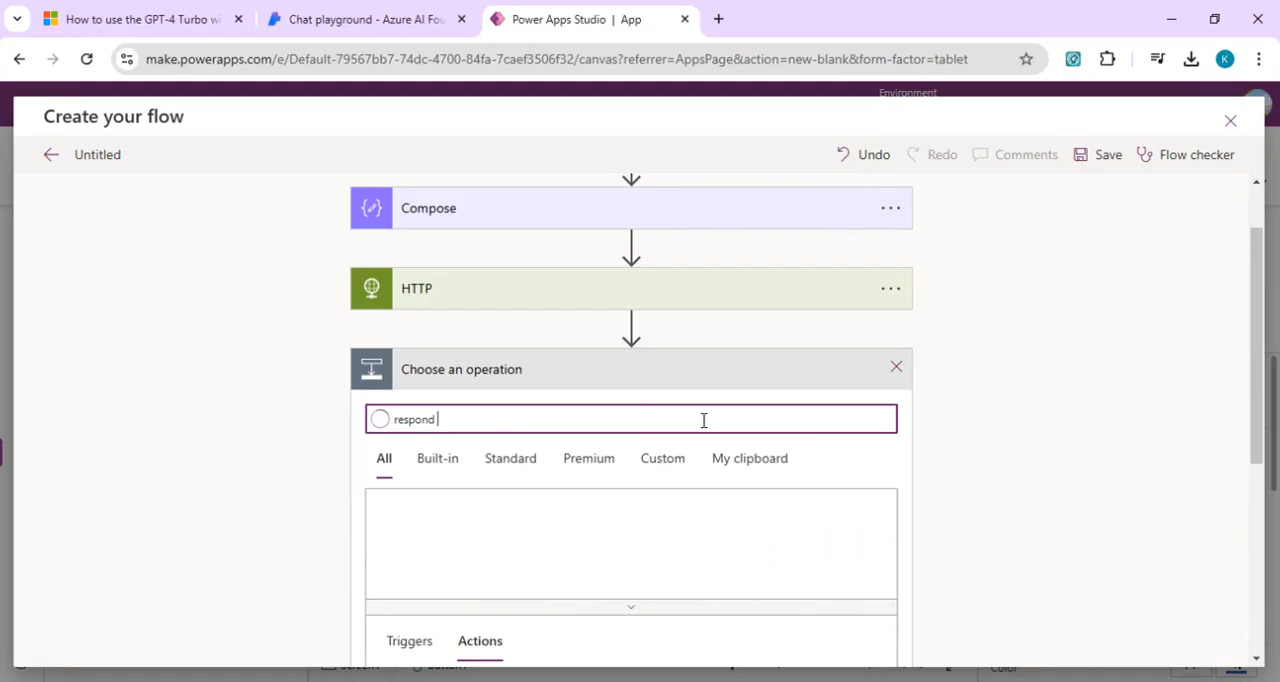 How to use the GPT-4 Turbo wi
Chat playground - Azure AI Fou
Power Apps Studio | App
make.powerapps.com/e/Default-79567bb7-74dc-4700-84fa-7caef3506f32/canvas?referrer=AppsPage&action=new-blank&form-factor=tablet
K
Environment
Create your flow
Untitled
Undo
Redo
Comments
Save
Flow checker
Compose
HTTP
Choose an operation
respond
All
Built-in
Standard
Premium
Custom
My clipboard
Triggers
Actions
Color